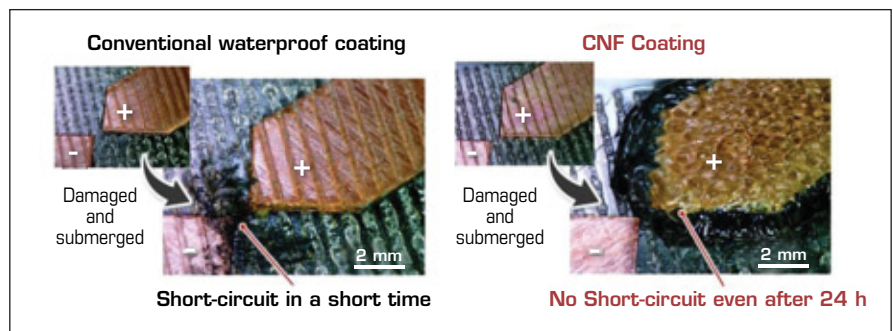 Conventional waterproof coating
+
-
Damaged
and
submerged
+
-
2 mm
Short-circuit in a short time
CNF Coating
+
-
Damaged
and
submerged
+
-
2 mm
No Short-circuit even after 24 h